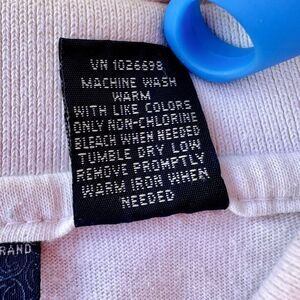 VN 1026698
MACHINE WASH
WARM
WITH LIKE COLORS
ONLY NON-CHLORINE
BLEACH WHEN NEEDED
TUMBLE DRY LOW
REMOVE PROMPTLY
WARM IRON WHEN
NEEDED
RAND